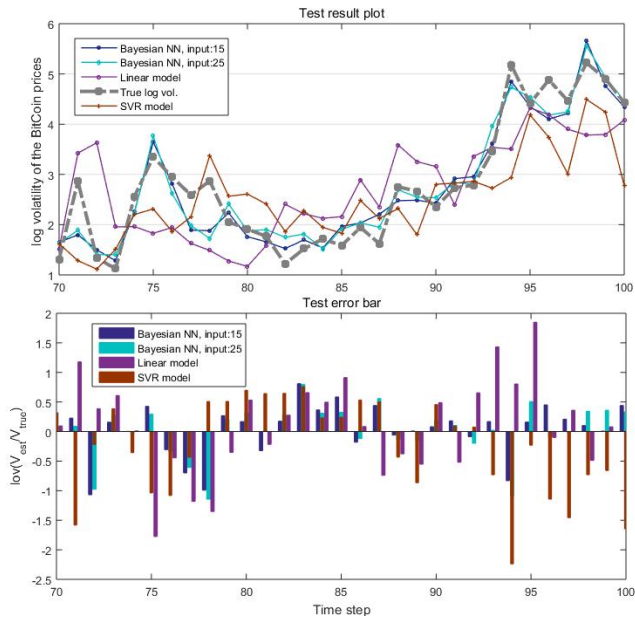 Test result plot
log volatility of the BitCoin prices
6
5
4
3
2
1
Bayesian NN, input:15
Bayesian NN, input:25
Linear model
True log vol.
SVR model
70 75 80 85 90 95 100
Test error bar
lov(Vest/Vtrue)
2
1.5
1
0.5
0
-0.5
-1
-1.5
-2
-2.5
Bayesian NN, input:15
Bayesian NN, input:25
Linear model
SVR model
70 75 80 85 90 95 100
Time step